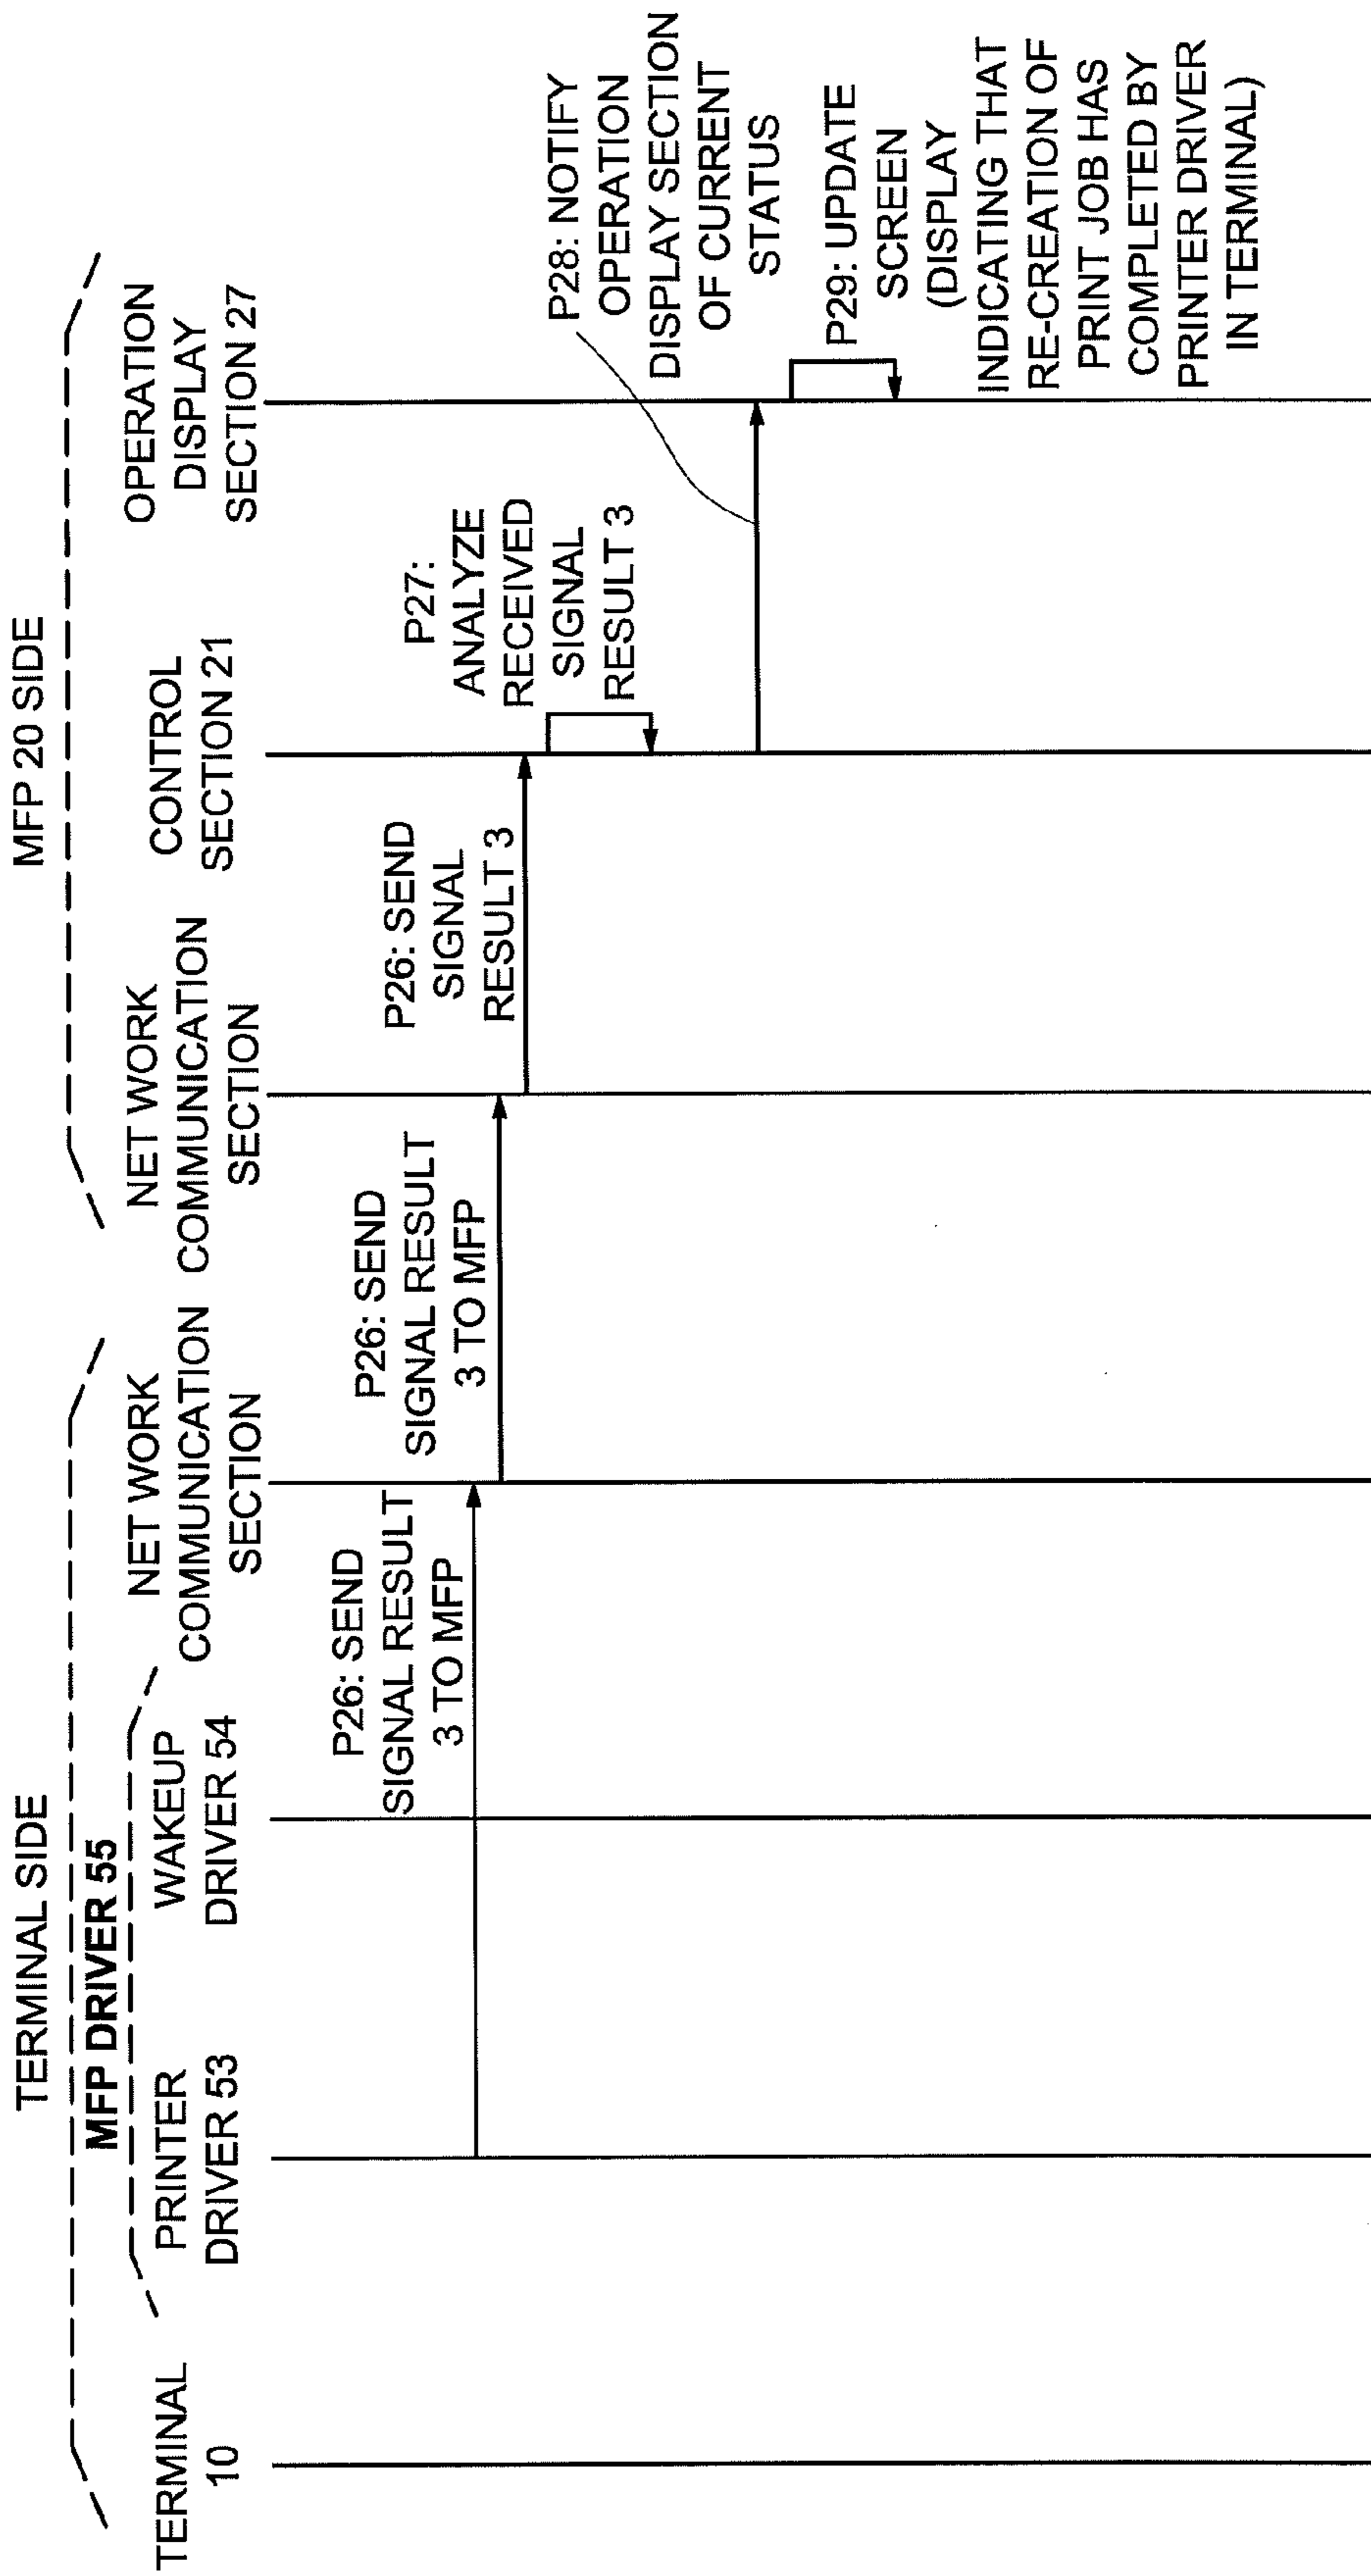 TERMINAL SIDE
MFP 20 SIDE
MFP DRIVER 55
TERMINAL
10
PRINTER
DRIVER 53
WAKEUP
DRIVER 54
NET WORK
COMMUNICATION
SECTION
NET WORK
COMMUNICATION
SECTION
CONTROL
SECTION 21
OPERATION
DISPLAY
SECTION 27
P26: SEND
SIGNAL RESULT
3 TO MFP
P26: SEND
SIGNAL RESULT
3 TO MFP
P26: SEND
SIGNAL
RESULT 3
P27:
ANALYZE
RECEIVED
SIGNAL
RESULT 3
P28: NOTIFY
OPERATION
DISPLAY SECTION
OF CURRENT
STATUS
P29: UPDATE
SCREEN
(DISPLAY
INDICATING THAT
RE-CREATION OF
PRINT JOB HAS
COMPLETED BY
PRINTER DRIVER
IN TERMINAL)